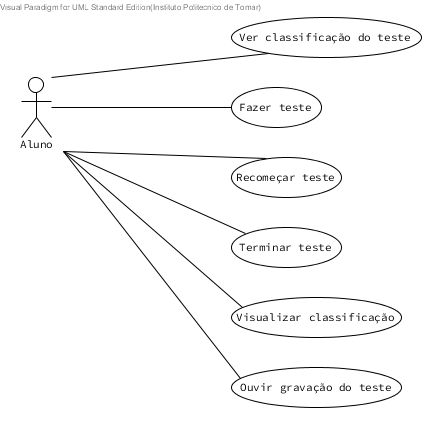 Visual Paradigm for UML Standard Edition(Instituto Politecnico de Tomar)
Ver classificação do teste
Fazer teste
Aluno
Recomeçar teste
Terminar teste
Visualizar classificação
Ouvir gravação do teste